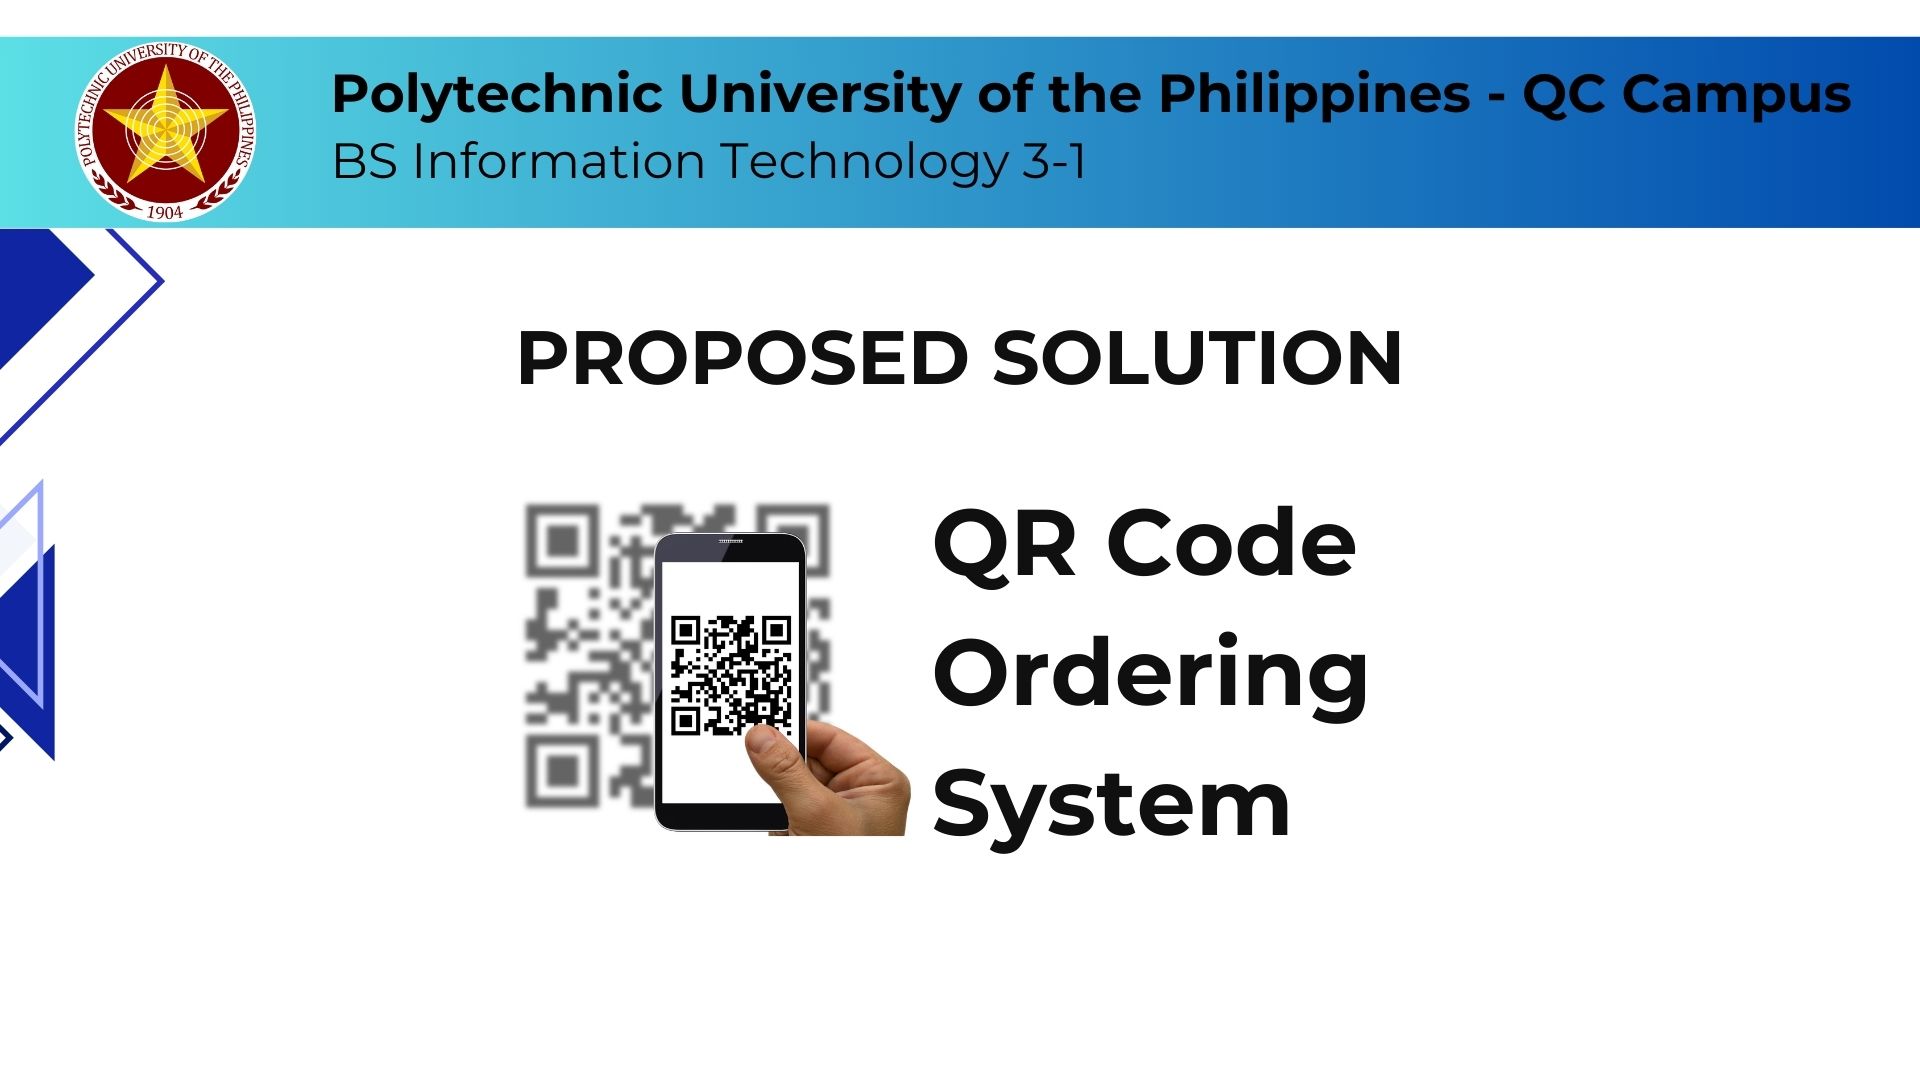 POLYTECHNIC UNIVERSITY OF THE PHILIPPINES
1904
Polytechnic University of the Philippines - QC Campus
BS Information Technology 3-1
PROPOSED SOLUTION
QR Code
Ordering
System